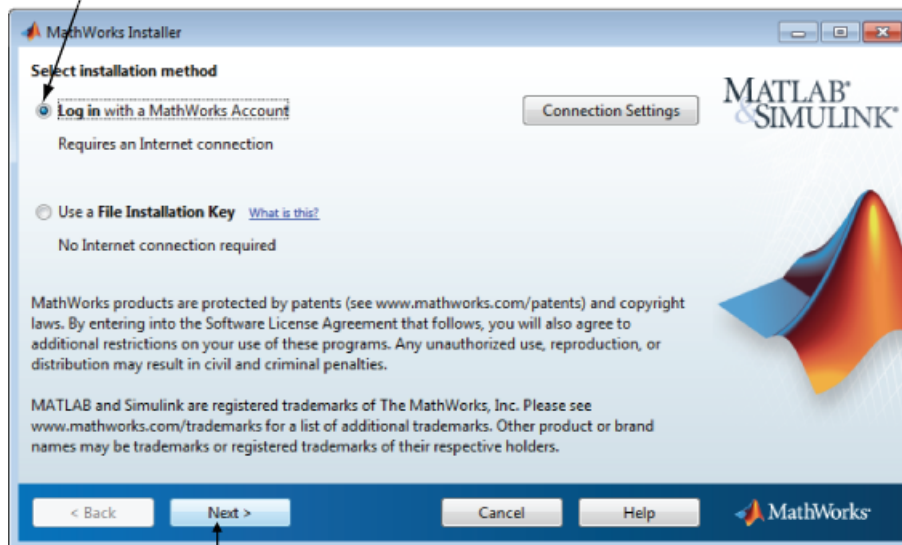 MathWorks Installer
Select installation method
Log in with a MathWorks Account
Connection Settings
Requires an Internet connection
Use a File Installation Key What is this?
No Internet connection required
MATLAB®
&SIMULINK®
MathWorks products are protected by patents (see www.mathworks.com/patents) and copyright
laws. By entering into the Software License Agreement that follows, you will also agree to
additional restrictions on your use of these programs. Any unauthorized use, reproduction, or
distribution may result in civil and criminal penalties.
MATLAB and Simulink are registered trademarks of The MathWorks, Inc. Please see
www.mathworks.com/trademarks for a list of additional trademarks. Other product or brand
names may be trademarks or registered trademarks of their respective holders.
< Back
Next >
Cancel
Help
MathWorks®